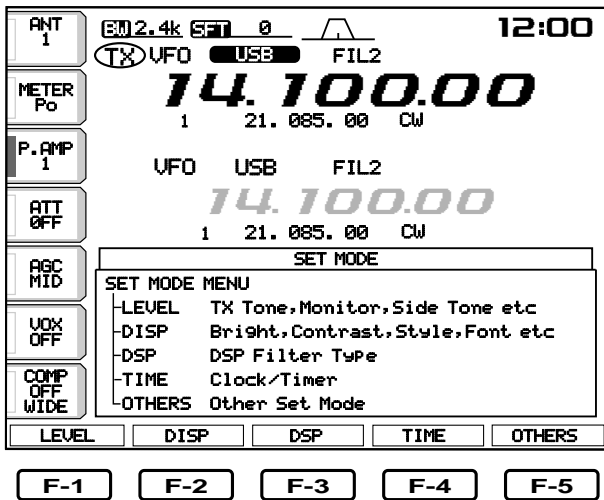 ANT
1
BW 2.4k SFT 0
12:00
TX VFO USB FIL2
METER
Po
14.100.00
1 21.085.00 CW
P.AMP
1
VFO USB FIL2
ATT
OFF
14.100.00
1 21.085.00 CW
AGC
MID
SET MODE
SET MODE MENU
LEVEL TX Tone,Monitor,Side Tone etc
DISP Bright,Contrast,Style,Font etc
DSP DSP Filter Type
TIME Clock/Timer
OTHERS Other Set Mode
VOX
OFF
COMP
OFF
WIDE
LEVEL DISP DSP TIME OTHERS
F-1 F-2 F-3 F-4 F-5